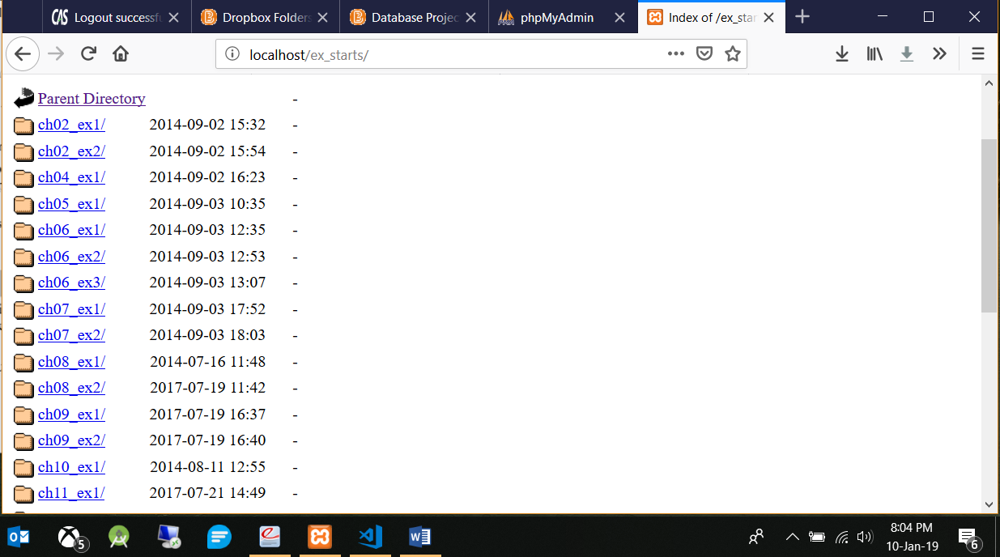 CAS Logout successfu
Dropbox Folders
Database Projec
phpMyAdmin
Index of /ex_star
localhost/ex_starts/
Parent Directory -
ch02_ex1/ 2014-09-02 15:32 -
ch02_ex2/ 2014-09-02 15:54 -
ch04_ex1/ 2014-09-02 16:23 -
ch05_ex1/ 2014-09-03 10:35 -
ch06_ex1/ 2014-09-03 12:35 -
ch06_ex2/ 2014-09-03 12:53 -
ch06_ex3/ 2014-09-03 13:07 -
ch07_ex1/ 2014-09-03 17:52 -
ch07_ex2/ 2014-09-03 18:03 -
ch08_ex1/ 2014-07-16 11:48 -
ch08_ex2/ 2017-07-19 11:42 -
ch09_ex1/ 2017-07-19 16:37 -
ch09_ex2/ 2017-07-19 16:40 -
ch10_ex1/ 2014-08-11 12:55 -
ch11_ex1/ 2017-07-21 14:49 -
5
8:04 PM
10-Jan-19
6